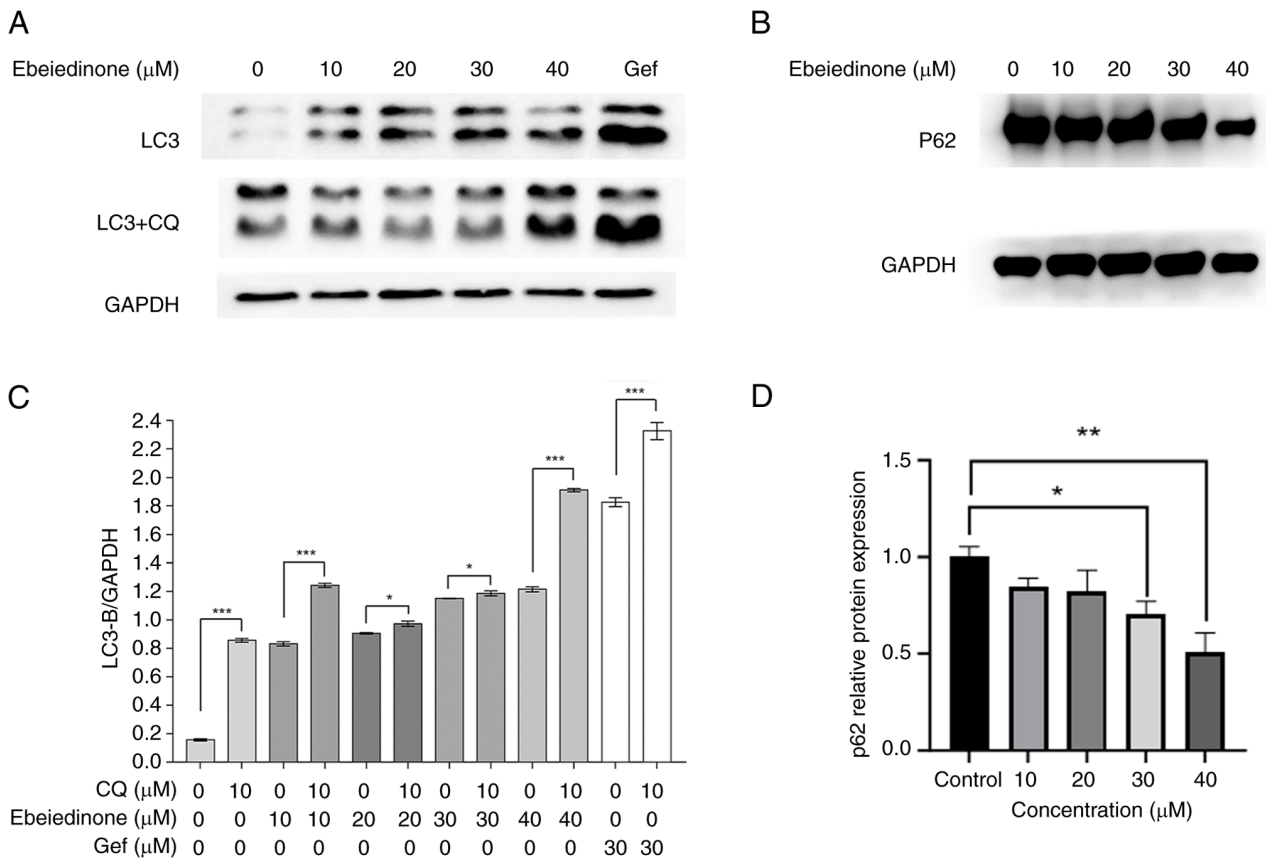 A
Ebeiedinone (μM) 0 10 20 30 40 Gef
LC3
LC3+CQ
GAPDH
B
Ebeiedinone (μM) 0 10 20 30 40
P62
GAPDH
C
LC3-B/GAPDH
2.4
2.2
2.0
1.8
1.6
1.4
1.2
1.0
0.8
0.6
0.4
0.2
0.0
*** *** * * *** ***
CQ (μM) 0 10 0 10 0 10 0 10 0 10 0 10
Ebeiedinone (μM) 0 0 10 10 20 20 30 30 40 40 0 0
Gef (μM) 0 0 0 0 0 0 0 0 0 0 30 30
D
p62 relative protein expression
1.5
1.0
0.5
0.0
**
*
Control 10 20 30 40
Concentration (μM)